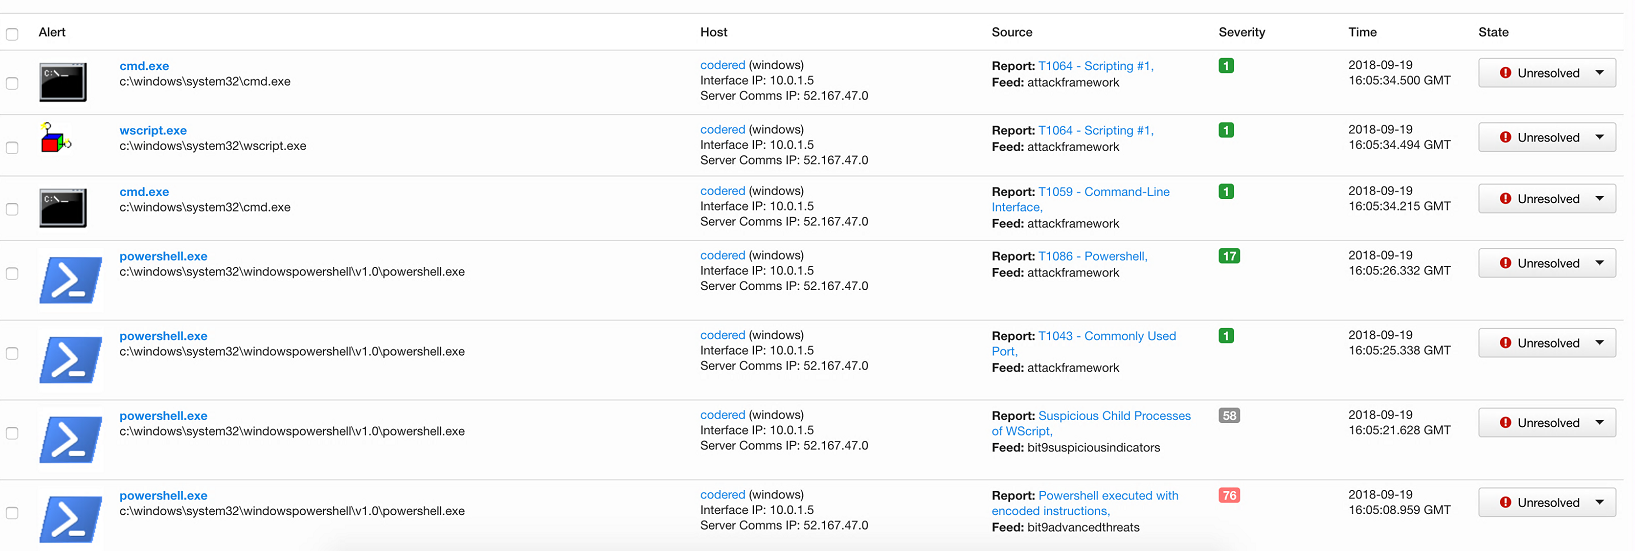 Alert Host Source Severity Time State
cmd.exe
c:\windows\system32\cmd.exe
codered (windows)
Interface IP: 10.0.1.5
Server Comms IP: 52.167.47.0
Report: T1064 - Scripting #1,
Feed: attackframework
1
2018-09-19
16:05:34.500 GMT
Unresolved
wscript.exe
c:\windows\system32\wscript.exe
codered (windows)
Interface IP: 10.0.1.5
Server Comms IP: 52.167.47.0
Report: T1064 - Scripting #1,
Feed: attackframework
1
2018-09-19
16:05:34.494 GMT
Unresolved
cmd.exe
c:\windows\system32\cmd.exe
codered (windows)
Interface IP: 10.0.1.5
Server Comms IP: 52.167.47.0
Report: T1059 - Command-Line
Interface,
Feed: attackframework
1
2018-09-19
16:05:34.215 GMT
Unresolved
powershell.exe
c:\windows\system32\windowspowershell\v1.0\powershell.exe
codered (windows)
Interface IP: 10.0.1.5
Server Comms IP: 52.167.47.0
Report: T1086 - Powershell,
Feed: attackframework
17
2018-09-19
16:05:26.332 GMT
Unresolved
powershell.exe
c:\windows\system32\windowspowershell\v1.0\powershell.exe
codered (windows)
Interface IP: 10.0.1.5
Server Comms IP: 52.167.47.0
Report: T1043 - Commonly Used
Port,
Feed: attackframework
1
2018-09-19
16:05:25.338 GMT
Unresolved
powershell.exe
c:\windows\system32\windowspowershell\v1.0\powershell.exe
codered (windows)
Interface IP: 10.0.1.5
Server Comms IP: 52.167.47.0
Report: Suspicious Child Processes
of WScript,
Feed: bit9suspiciousindicators
58
2018-09-19
16:05:21.628 GMT
Unresolved
powershell.exe
c:\windows\system32\windowspowershell\v1.0\powershell.exe
codered (windows)
Interface IP: 10.0.1.5
Server Comms IP: 52.167.47.0
Report: Powershell executed with
encoded instructions,
Feed: bit9advancedthreats
76
2018-09-19
16:05:08.959 GMT
Unresolved